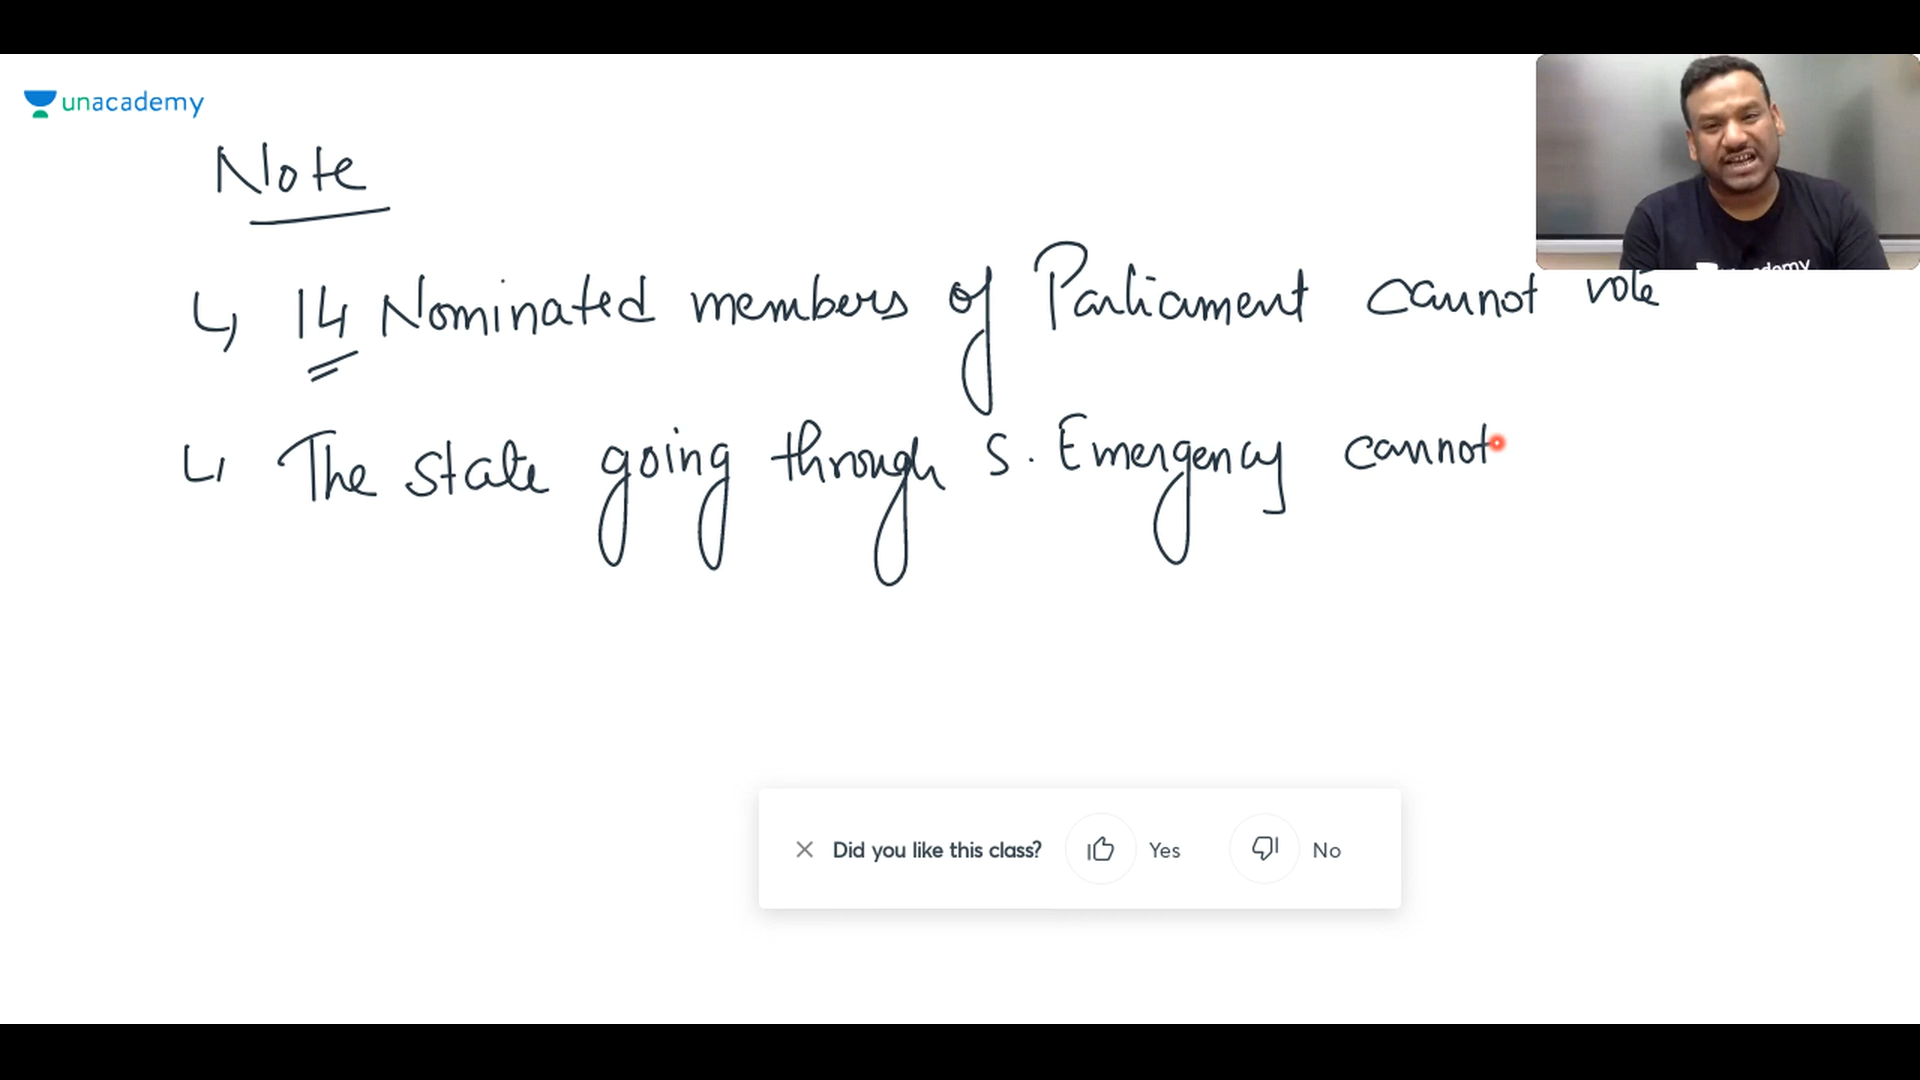 unacademy
Note
↳ 14 Nominated members of Parliament cannot vote
↳ The state going through S. Emergency cannot
Did you like this class? Yes No